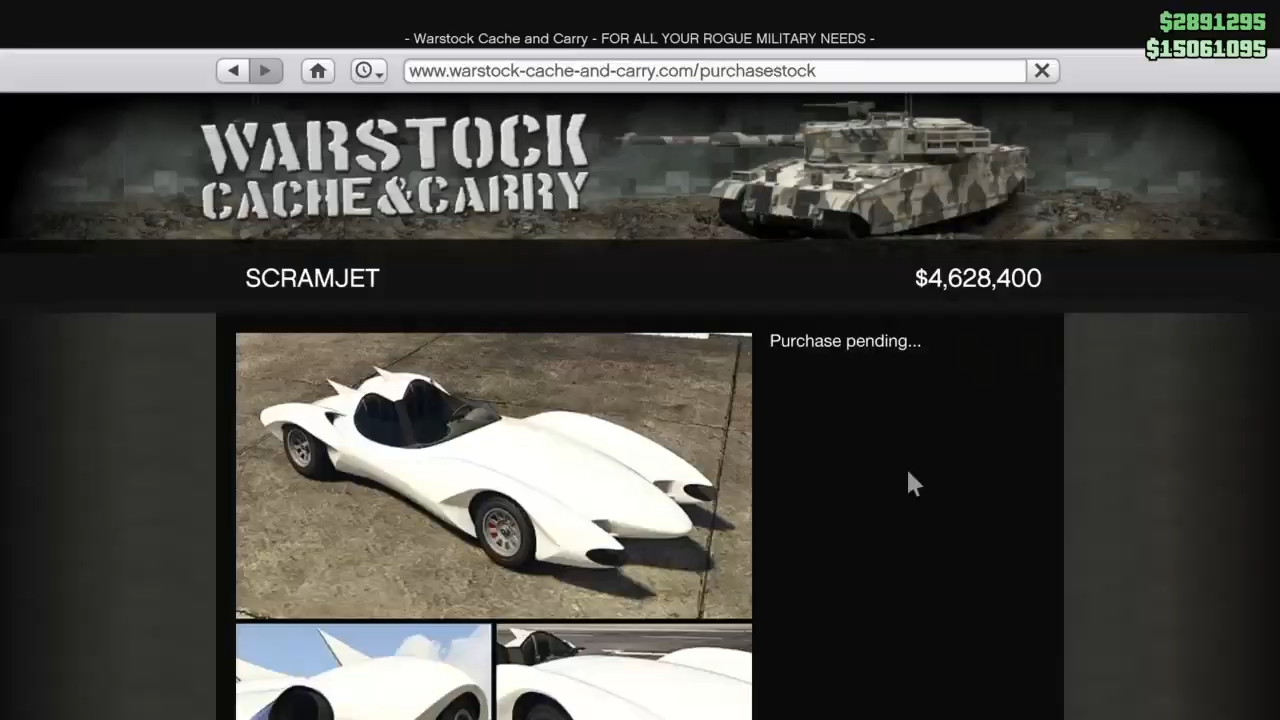 $2891295
- Warstock Cache and Carry - FOR ALL YOUR ROGUE MILITARY NEEDS -
$15061095
www.warstock-cache-and-carry.com/purchasestock
WARSTOCK
CACHE&CARRY
SCRAMJET
$4,628,400
Purchase pending...